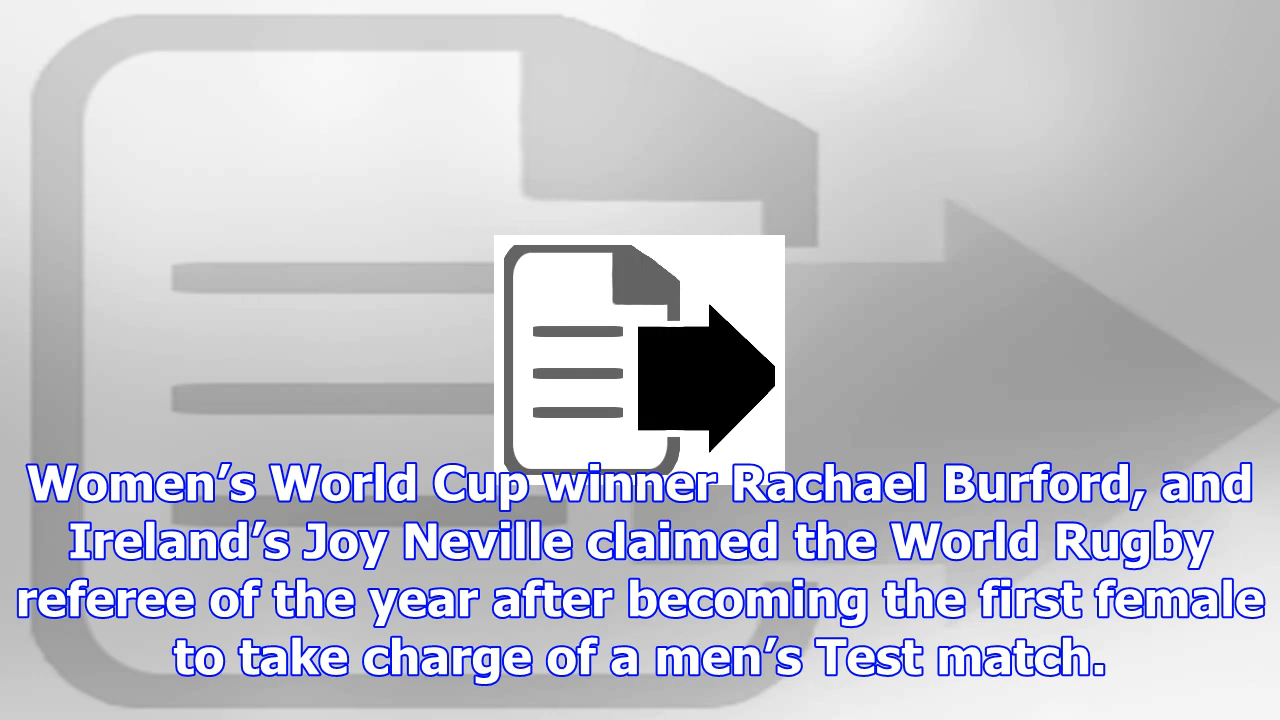 Women’s World Cup winner Rachael Burford, and
Ireland’s Joy Neville claimed the World Rugby
referee of the year after becoming the first female
to take charge of a men’s Test match.